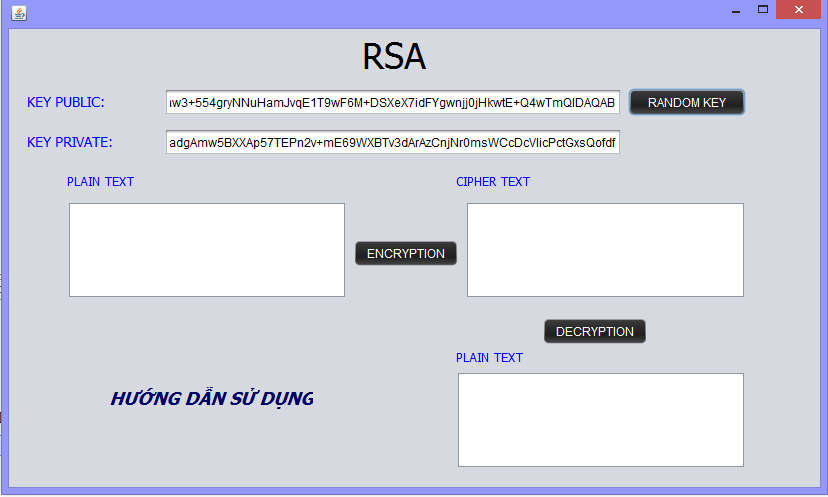 RSA
KEY PUBLIC:
w3+554gryNNuHamJvqE1T9wF6M+DSXeX7idFYgwnjj0jHkwtE+Q4wTmQIDAQAB
RANDOM KEY
KEY PRIVATE:
adgAmw5BXXAp57TEPn2v+mE69WXBTv3dArAzCnjNr0msWCcDcVlicPctGxsQofdf
PLAIN TEXT
CIPHER TEXT
ENCRYPTION
DECRYPTION
PLAIN TEXT
HƯỚNG DẪN SỬ DỤNG